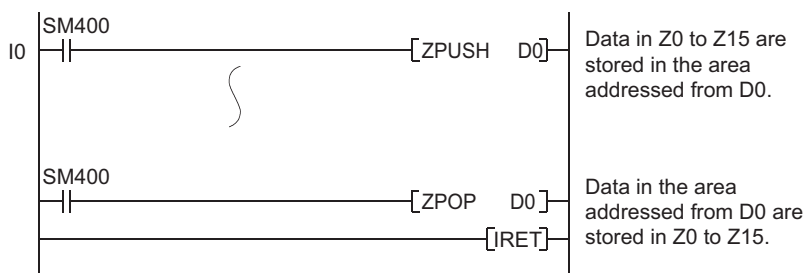 SM400
I0 ZPUSH D0
Data in Z0 to Z15 are
stored in the area
addressed from D0.
SM400
ZPOP D0
Data in the area
addressed from D0 are
stored in Z0 to Z15.
IRET